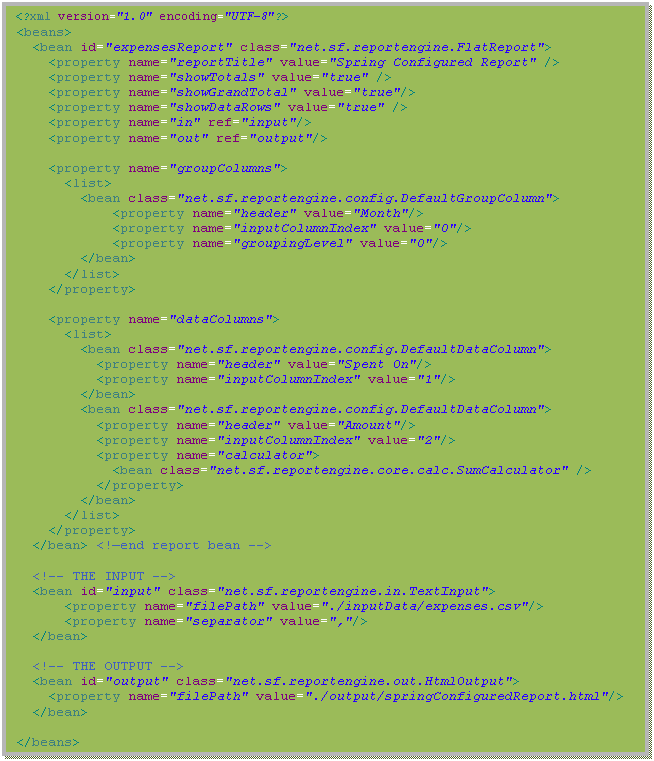 <?xml version="1.0" encoding="UTF-8"?>
<beans>
<bean id="expensesReport" class="net.sf.reportengine.FlatReport">
<property name="reportTitle" value="Spring Configured Report" />
<property name="showTotals" value="true" />
<property name="showGrandTotal" value="true"/>
<property name="showDataRows" value="true" />
<property name="in" ref="input"/>
<property name="out" ref="output"/>
<property name="groupColumns">
<list>
<bean class="net.sf.reportengine.config.DefaultGroupColumn">
<property name="header" value="Month"/>
<property name="inputColumnIndex" value="0"/>
<property name="groupingLevel" value="0"/>
</bean>
</list>
</property>
<property name="dataColumns">
<list>
<bean class="net.sf.reportengine.config.DefaultDataColumn">
<property name="header" value="Spent On"/>
<property name="inputColumnIndex" value="1"/>
</bean>
<bean class="net.sf.reportengine.config.DefaultDataColumn">
<property name="header" value="Amount"/>
<property name="inputColumnIndex" value="2"/>
<property name="calculator">
<bean class="net.sf.reportengine.core.calc.SumCalculator" />
</property>
</bean>
</list>
</property>
</bean> <!—end report bean -->
<!-- THE INPUT -->
<bean id="input" class="net.sf.reportengine.in.TextInput">
<property name="filePath" value="./inputData/expenses.csv"/>
<property name="separator" value=","/>
</bean>
<!-- THE OUTPUT -->
<bean id="output" class="net.sf.reportengine.out.HtmlOutput">
<property name="filePath" value="./output/springConfiguredReport.html"/>
</bean>
</beans>